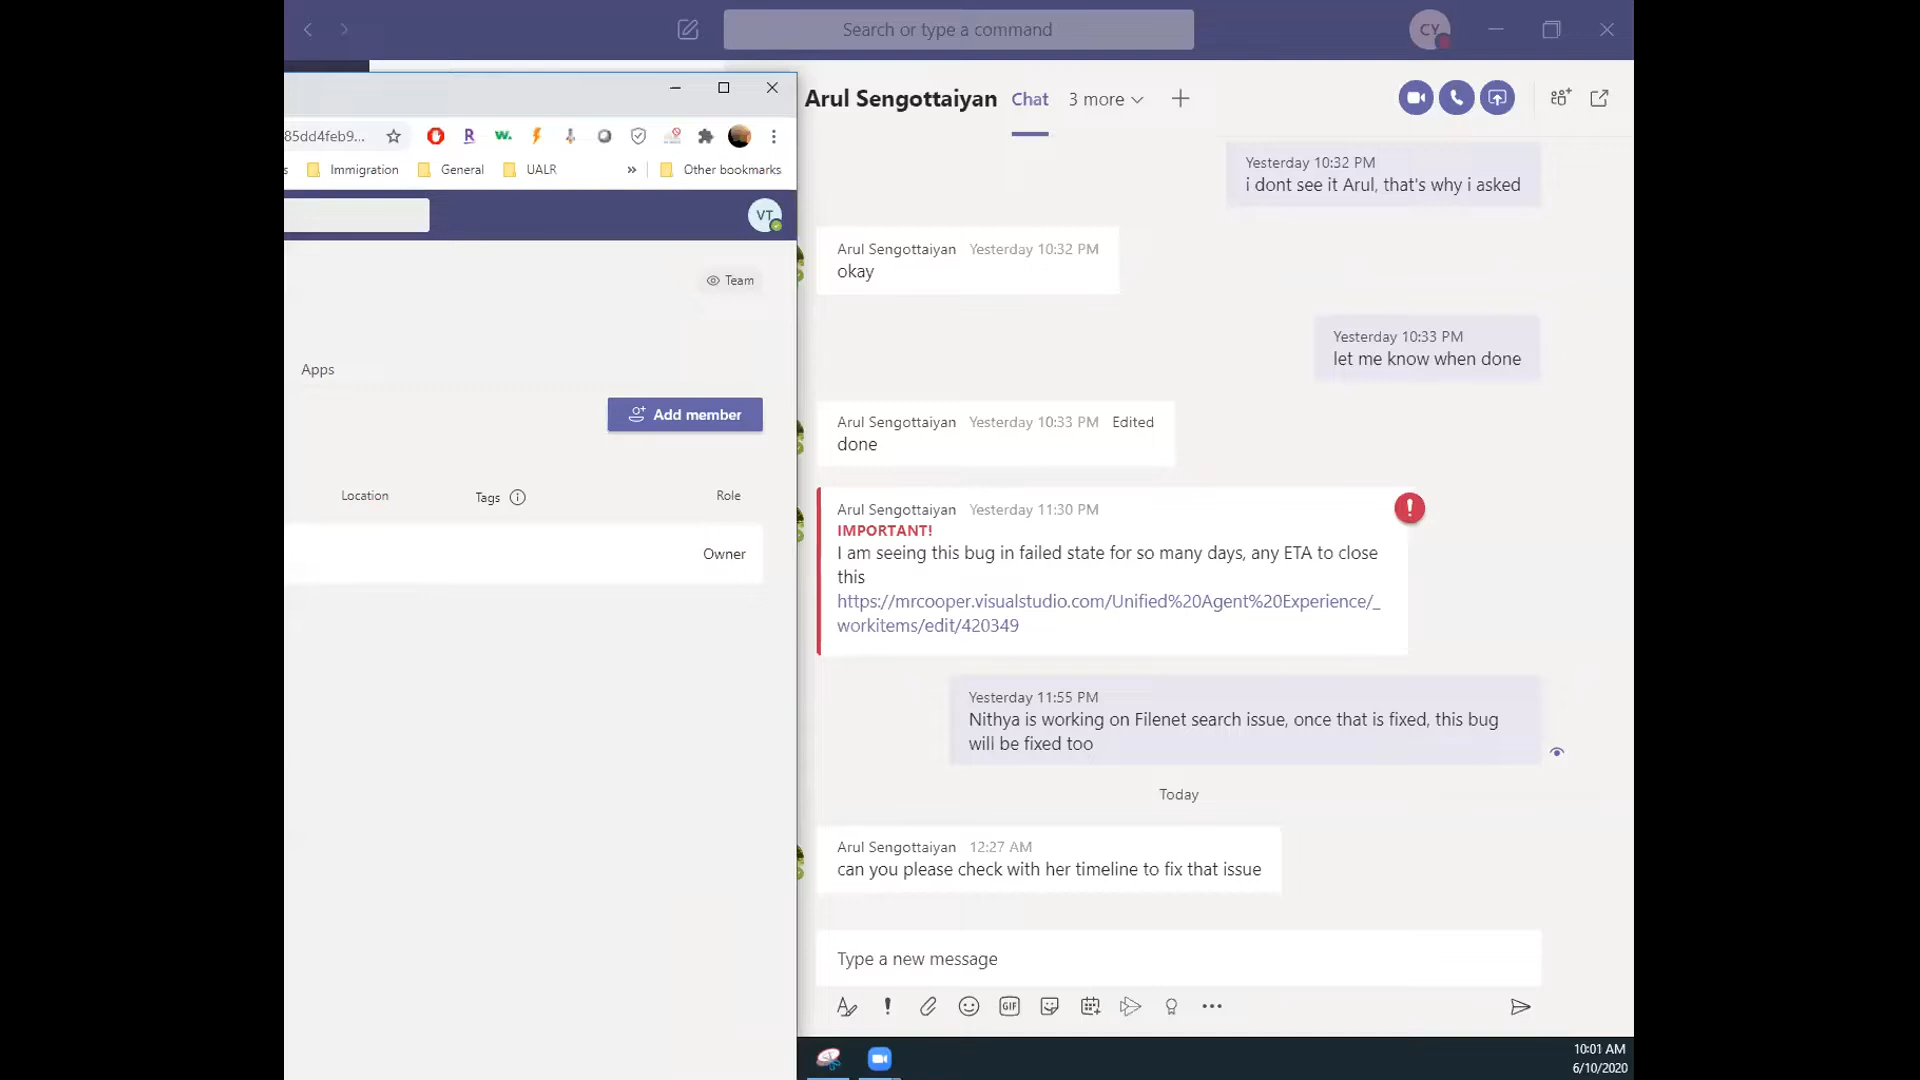 Search or type a command
CY
85dd4feb9...
R
w.
s
Immigration
General
UALR
»
Other bookmarks
VT
Team
Apps
Add member
Location
Tags
Role
Owner
Arul Sengottaiyan
Chat
3 more
Yesterday 10:32 PM
i dont see it Arul, that's why i asked
Arul Sengottaiyan Yesterday 10:32 PM
okay
Yesterday 10:33 PM
let me know when done
Arul Sengottaiyan Yesterday 10:33 PM Edited
done
Arul Sengottaiyan Yesterday 11:30 PM
IMPORTANT!
I am seeing this bug in failed state for so many days, any ETA to close
this
https://mrcooper.visualstudio.com/Unified%20Agent%20Experience/_
workitems/edit/420349
Yesterday 11:55 PM
Nithya is working on Filenet search issue, once that is fixed, this bug
will be fixed too
Today
Arul Sengottaiyan 12:27 AM
can you please check with her timeline to fix that issue
Type a new message
GIF
10:01 AM
6/10/2020